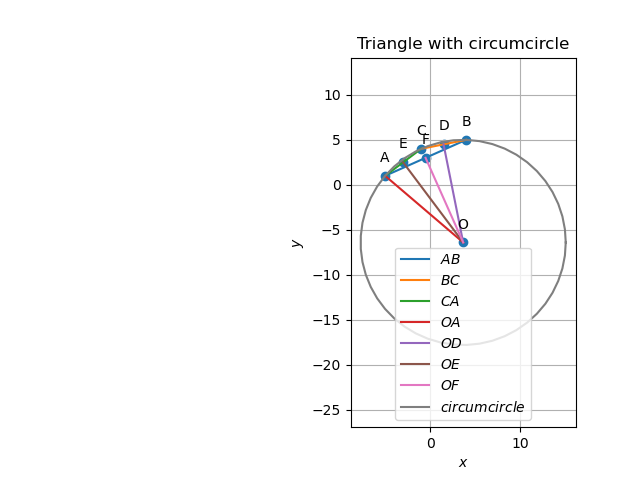 Triangle with circumcircle
10
5
0
−5
−10
−15
−20
−25
y
A
E
C
F
D
B
O
AB
BC
CA
OA
OD
OE
OF
circumcircle
0 10
x